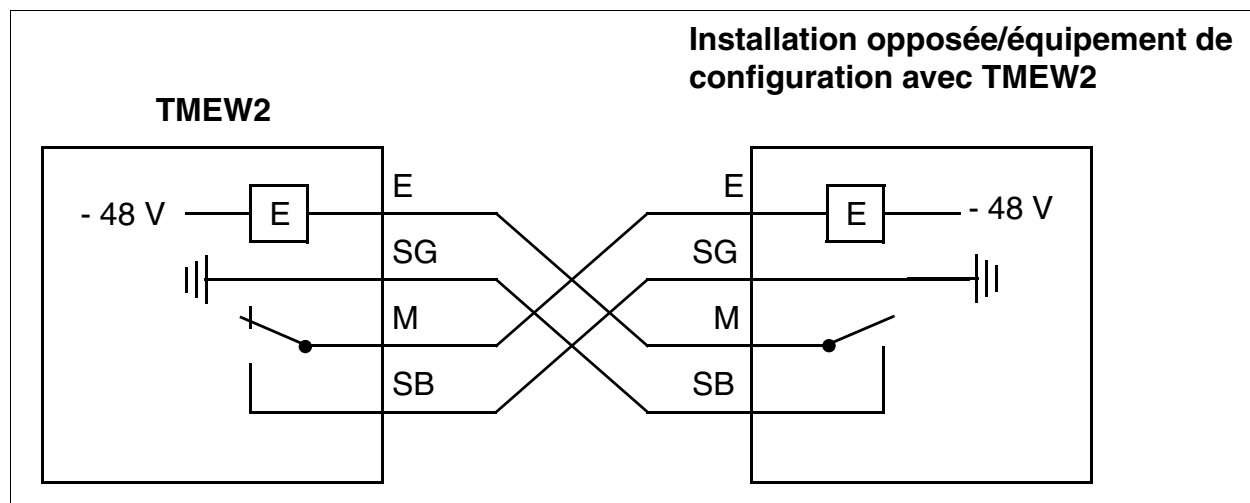 Installation opposée/équipement de
configuration avec TMEW2
TMEW2
E
E
- 48 V
E
E
- 48 V
SG
SG
M
M
SB
SB